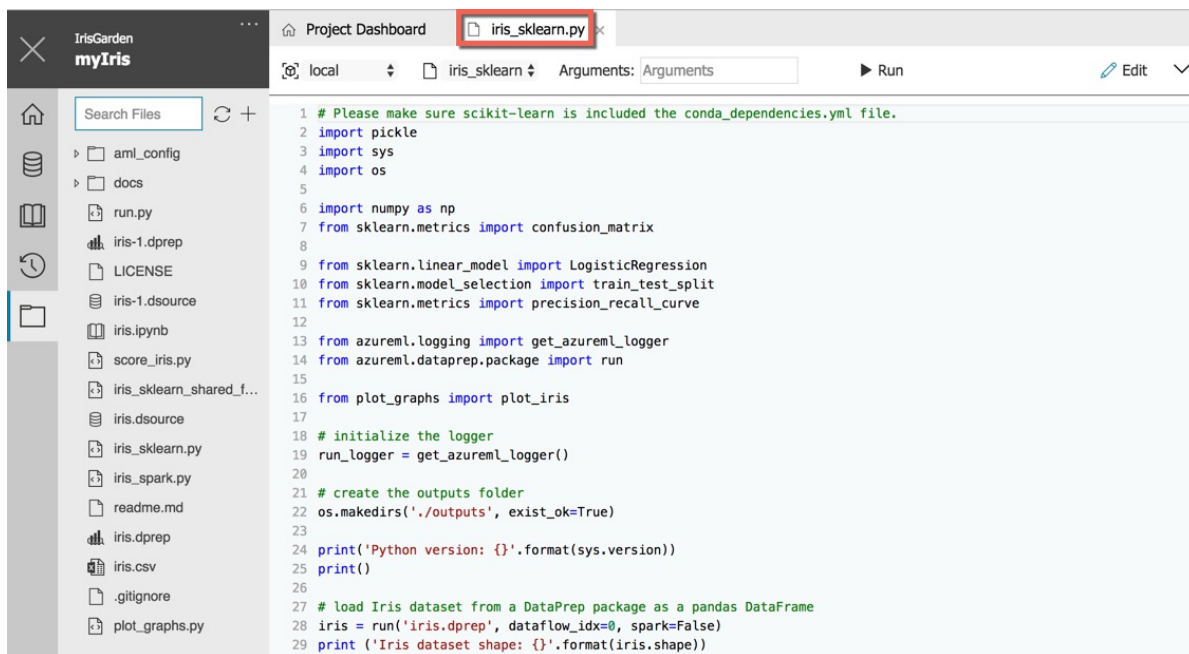 IrisGarden
myIris
...
Project Dashboard
iris_sklearn.py
local
iris_sklearn
Arguments: Arguments
Run
Edit
Search Files
aml_config
docs
run.py
iris-1.dprep
LICENSE
iris-1.dsource
iris.ipynb
score_iris.py
iris_sklearn_shared_f...
iris.dsource
iris_sklearn.py
iris_spark.py
readme.md
iris.dprep
iris.csv
.gitignore
plot_graphs.py
1 # Please make sure scikit-learn is included the conda_dependencies.yml file.
2 import pickle
3 import sys
4 import os
5
6 import numpy as np
7 from sklearn.metrics import confusion_matrix
8
9 from sklearn.linear_model import LogisticRegression
10 from sklearn.model_selection import train_test_split
11 from sklearn.metrics import precision_recall_curve
12
13 from azureml.logging import get_azureml_logger
14 from azureml.dataprep.package import run
15
16 from plot_graphs import plot_iris
17
18 # initialize the logger
19 run_logger = get_azureml_logger()
20
21 # create the outputs folder
22 os.makedirs('./outputs', exist_ok=True)
23
24 print('Python version: {}'.format(sys.version))
25 print()
26
27 # load Iris dataset from a DataPrep package as a pandas DataFrame
28 iris = run('iris.dprep', dataflow_idx=0, spark=False)
29 print ('Iris dataset shape: {}'.format(iris.shape))